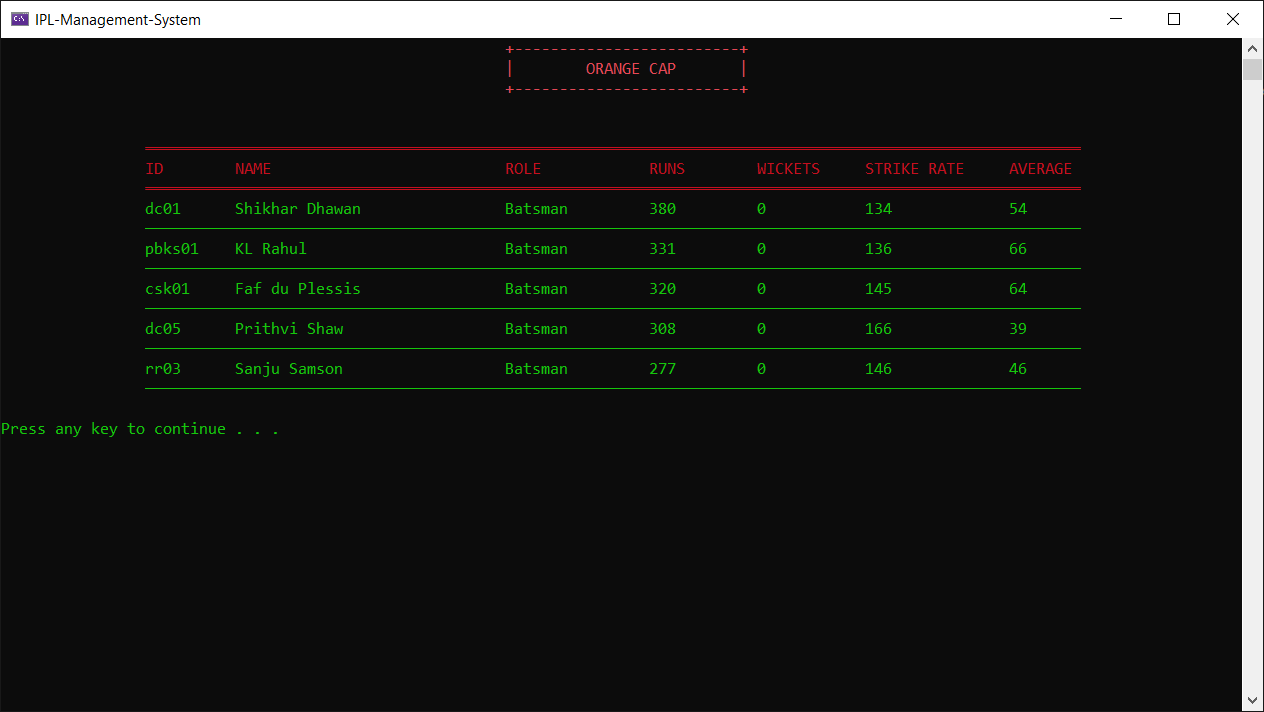 IPL-Management-System
+-------------------------+
| ORANGE CAP |
+-------------------------+
ID NAME ROLE RUNS WICKETS STRIKE RATE AVERAGE
dc01 Shikhar Dhawan Batsman 380 0 134 54
pbks01 KL Rahul Batsman 331 0 136 66
csk01 Faf du Plessis Batsman 320 0 145 64
dc05 Prithvi Shaw Batsman 308 0 166 39
rr03 Sanju Samson Batsman 277 0 146 46
Press any key to continue . . .